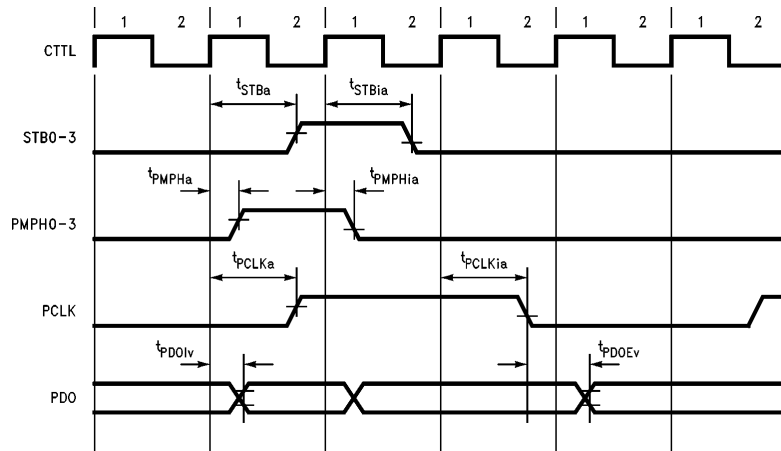 1 2 1 2 1 2 1 2 1 2 1 2
CTTL
tSTBa tSTBia
STB0-3
tPMPHa tPMPHia
PMPH0-3
tPCLKa tPCLKia
PCLK
tPDOIv tPDOEv
PDO